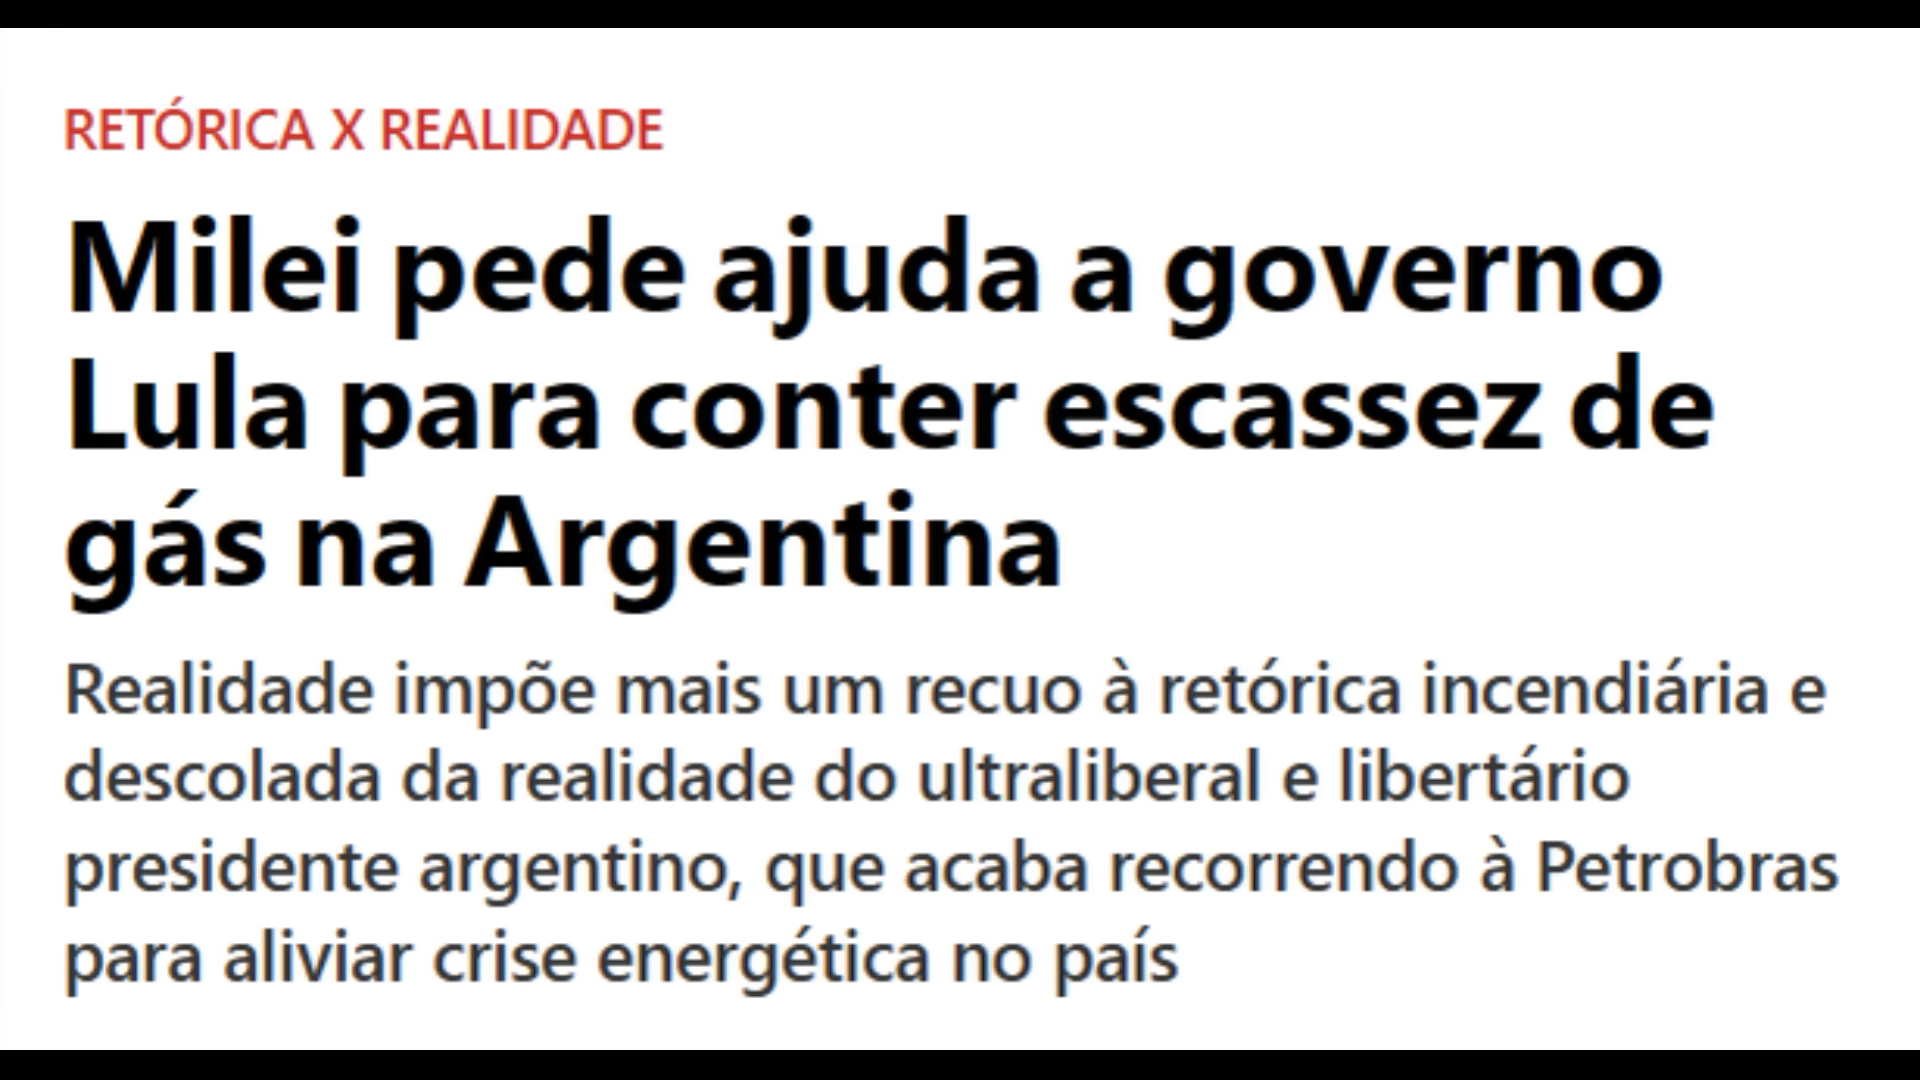 RETÓRICA X REALIDADE
Milei pede ajuda a governo
Lula para conter escassez de
gás na Argentina
Realidade impõe mais um recuo à retórica incendiária e
descolada da realidade do ultraliberal e libertário
presidente argentino, que acaba recorrendo à Petrobras
para aliviar crise energética no país